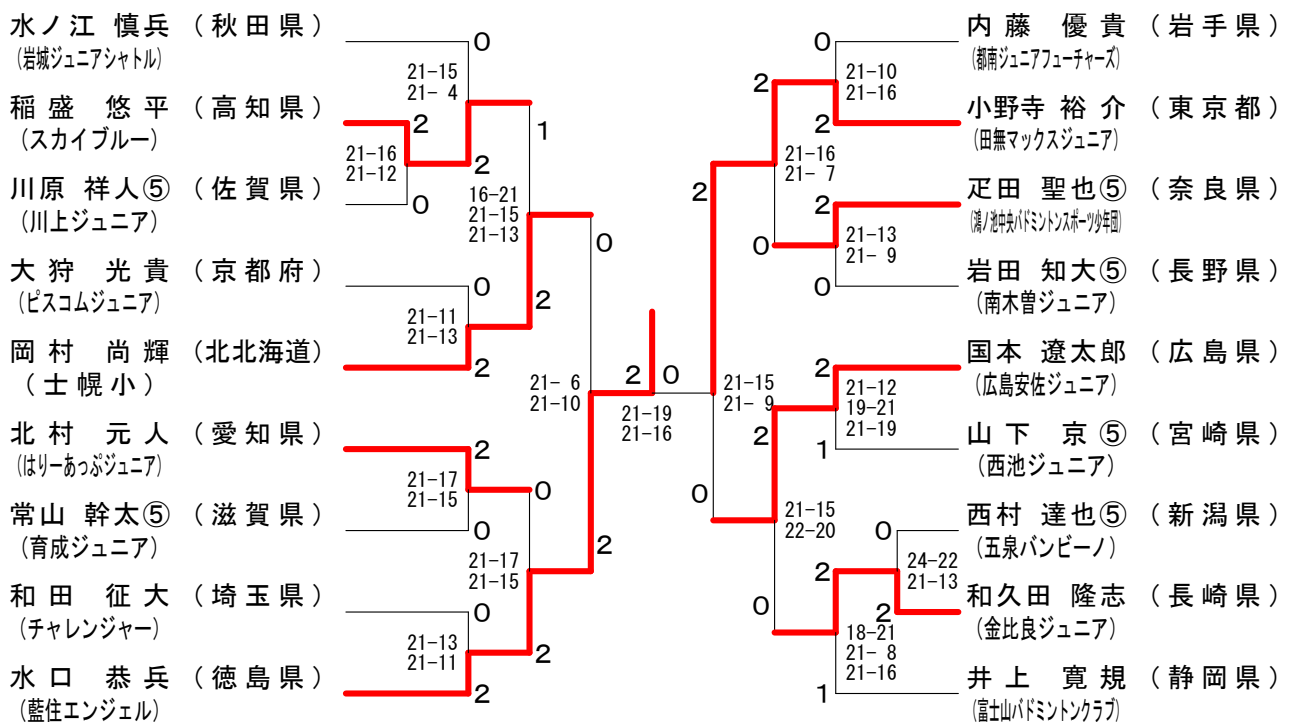 水ノ江 慎兵 (秋田県)
(岩城ジュニアシャトル)
稲盛 悠平 (高知県)
(スカイブルー)
川原 祥人⑤ (佐賀県)
(川上ジュニア)
大狩 光貴 (京都府)
(ピスコムジュニア)
岡村 尚輝 (北北海道)
(士幌小)
北村 元人 (愛知県)
(はりーあっぷジュニア)
常山 幹太⑤ (滋賀県)
(育成ジュニア)
和田 征大 (埼玉県)
(チャレンジャー)
水口 恭兵 (徳島県)
(藍住エンジェル)
0
21-15
21- 4
2
21-16
21-12
0
2
1
16-21
21-15
21-13
0
21-11
21-13
2
2
0
21- 6
21-10
2
21-17
21-15
0
0
21-17
21-15
2
0
21-13
21-11
2
2
2
0
21-19
21-16
内藤 優貴 (岩手県)
(都南ジュニアフューチャーズ)
小野寺 裕介 (東京都)
(田無マックスジュニア)
疋田 聖也⑤ (奈良県)
(鴻ノ池中央バドミントンスポーツ少年団)
岩田 知大⑤ (長野県)
(南木曽ジュニア)
国本 遼太郎 (広島県)
(広島安佐ジュニア)
山下 京⑤ (宮崎県)
(西池ジュニア)
西村 達也⑤ (新潟県)
(五泉バンビーノ)
和久田 隆志 (長崎県)
(金比良ジュニア)
井上 寛規 (静岡県)
(富士山バドミントンクラブ)
0
21-10
21-16
2
2
21-16
21- 7
2
2
21-13
21- 9
0
0
21-15
21- 9
2
21-12
19-21
21-19
1
2
0
21-15
22-20
0
24-22
21-13
2
2
0
18-21
21- 8
21-16
1